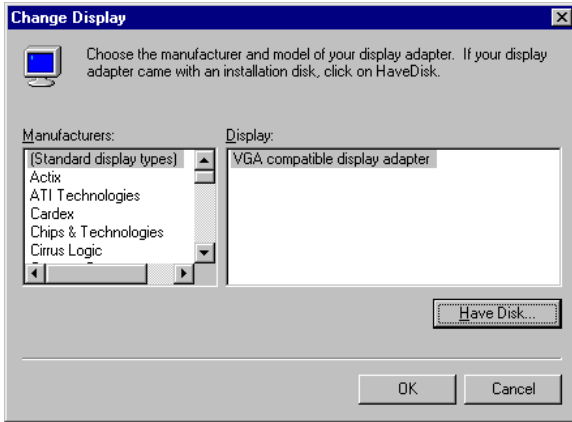 Change Display
Choose the manufacturer and model of your display adapter. If your display
adapter came with an installation disk, click on HaveDisk.
Manufacturers:
(Standard display types)
Actix
ATI Technologies
Cardex
Chips & Technologies
Cirrus Logic
Display:
VGA compatible display adapter
Have Disk...
OK
Cancel